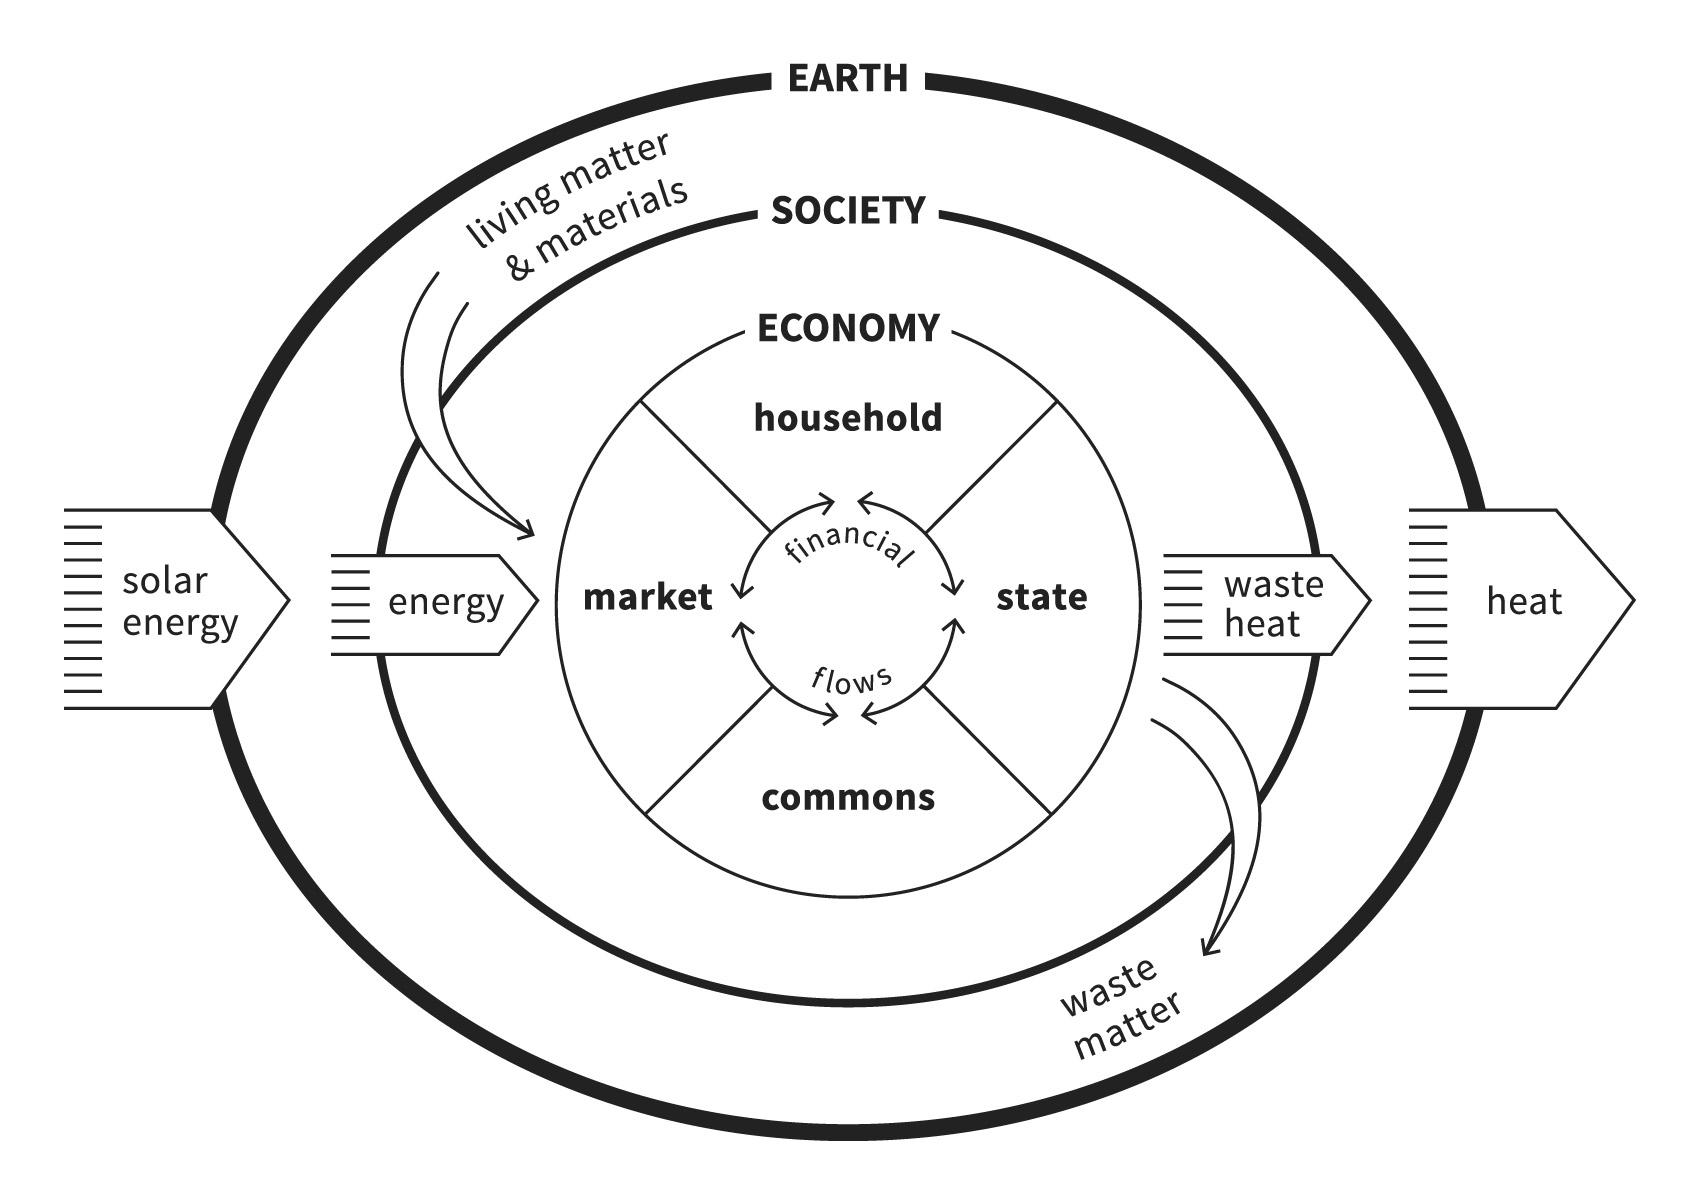 EARTH
living matter
& materials
SOCIETY
ECONOMY
household
financial
solar
energy
energy
market
state
waste
heat
heat
flows
commons
waste
matter